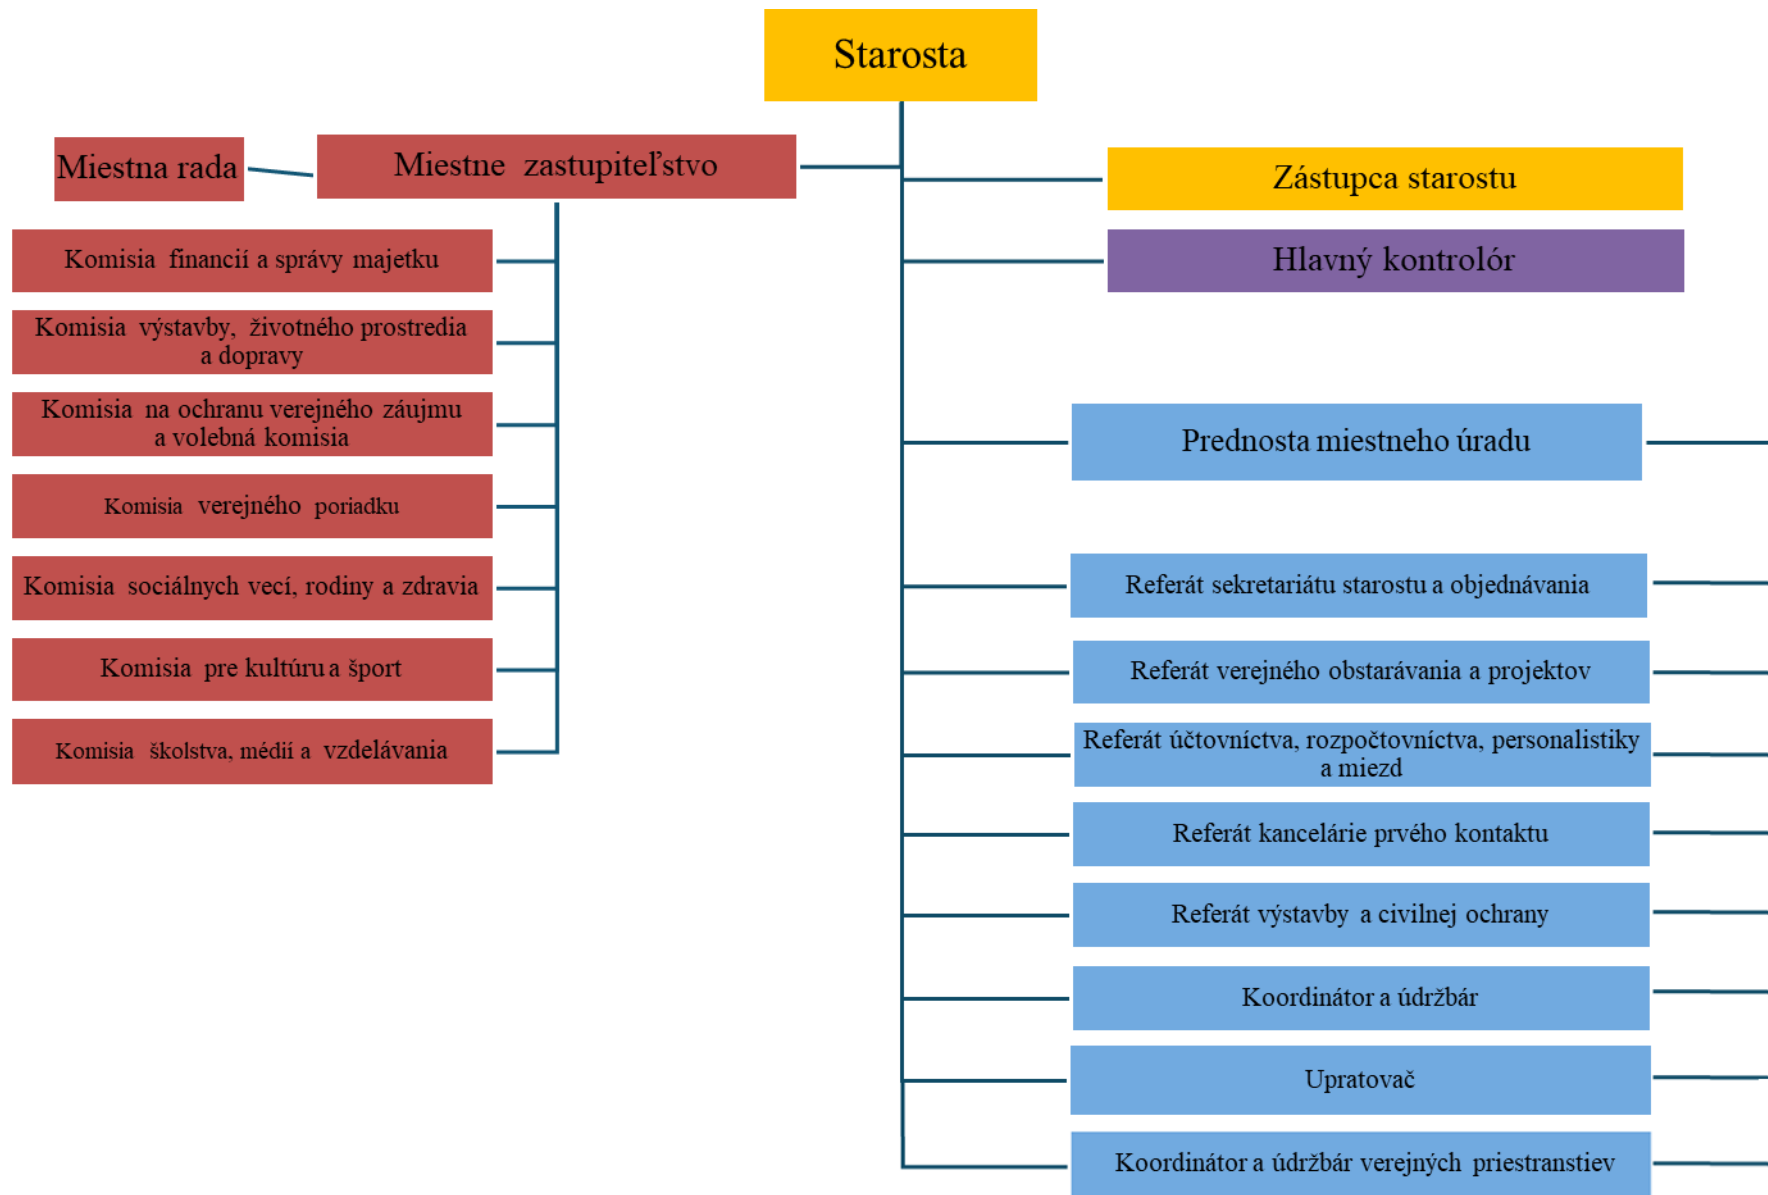 Starosta
Miestna rada
Miestne zastupiteľstvo
Komisia financií a správy majetku
Komisia výstavby, životného prostredia
a dopravy
Komisia na ochranu verejného záujmu
a volebná komisia
Komisia verejného poriadku
Komisia sociálnych vecí, rodiny a zdravia
Komisia pre kultúru a šport
Komisia školstva, médií a vzdelávania
Zástupca starostu
Hlavný kontrolór
Prednosta miestneho úradu
Referát sekretariátu starostu a objednávania
Referát verejného obstarávania a projektov
Referát účtovníctva, rozpočtovníctva, personalistiky
a miezd
Referát kancelárie prvého kontaktu
Referát výstavby a civilnej ochrany
Koordinátor a údržbár
Upratovač
Koordinátor a údržbár verejných priestranstiev